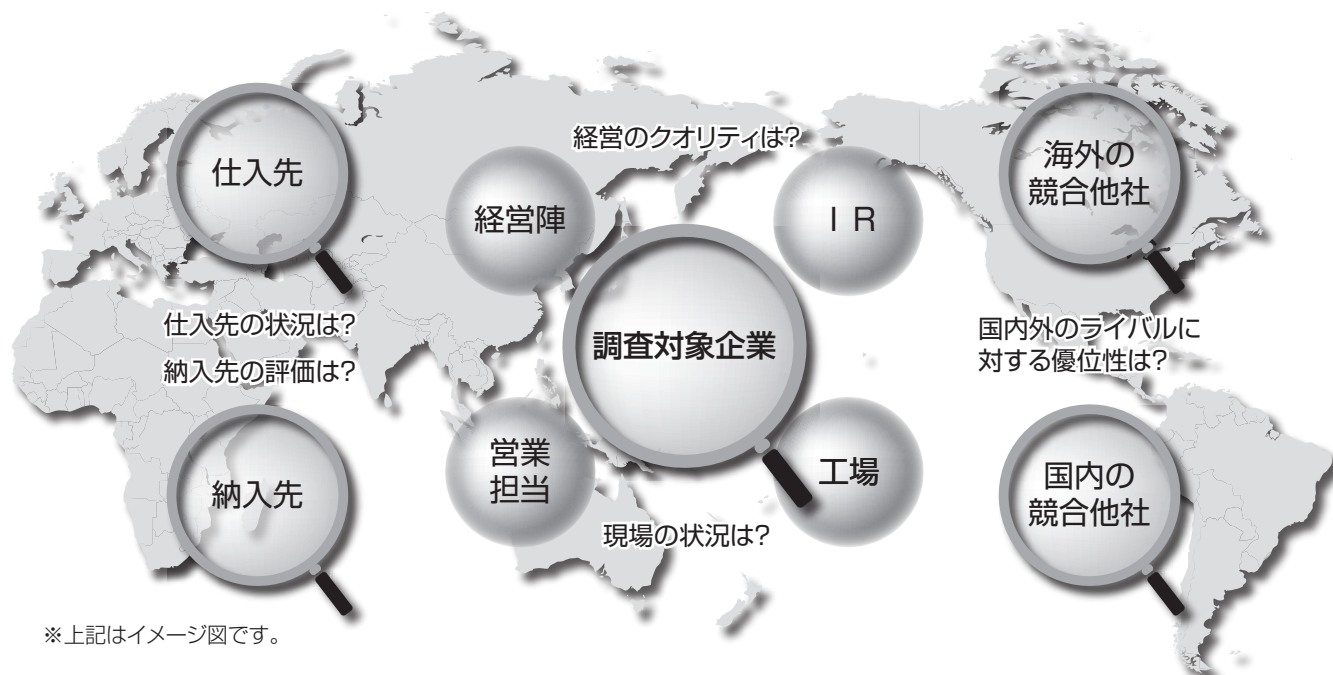 経営のクオリティは?
仕入先
経営陣
I R
海外の
競合他社
仕入先の状況は?
納入先の評価は?
調査対象企業
国内外のライバルに
対する優位性は?
納入先
営業
担当
工場
国内の
競合他社
現場の状況は?
※上記はイメージ図です。